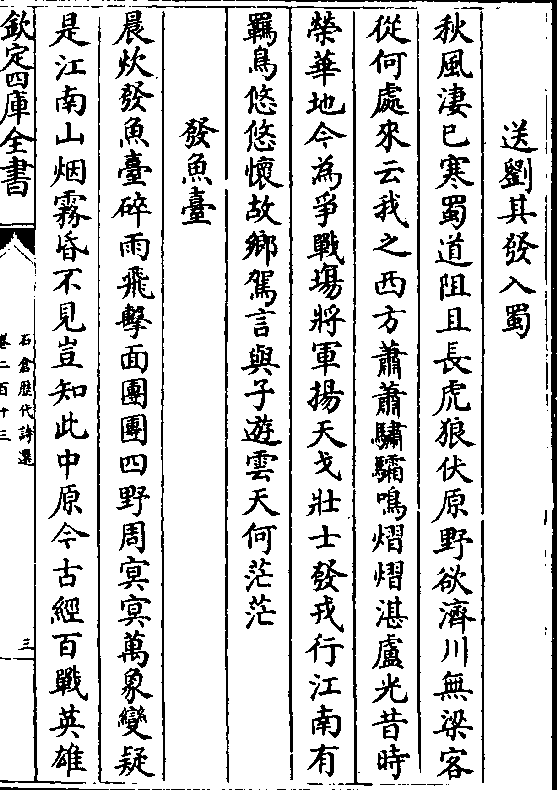 送劉其發入蜀
秋風淒已寒蜀道阻且長虎狼伏原野欲濟川無梁客
從何處來云我之西方蕭蕭驌驦鳴熠熠湛盧光昔時
榮華地今為爭戰場將軍揚天戈壯士發戎行江南有
羈鳥悠悠懷故鄉駕言與子遊雲天何茫茫
發魚臺
晨炊發魚臺碎雨飛擊面團團四野周㝠㝠萬象變疑
是江南山烟霧昏不見豈知此中原今古經百戰英雄
欽定四庫全書
石倉歷代詩選
卷二百十三
三